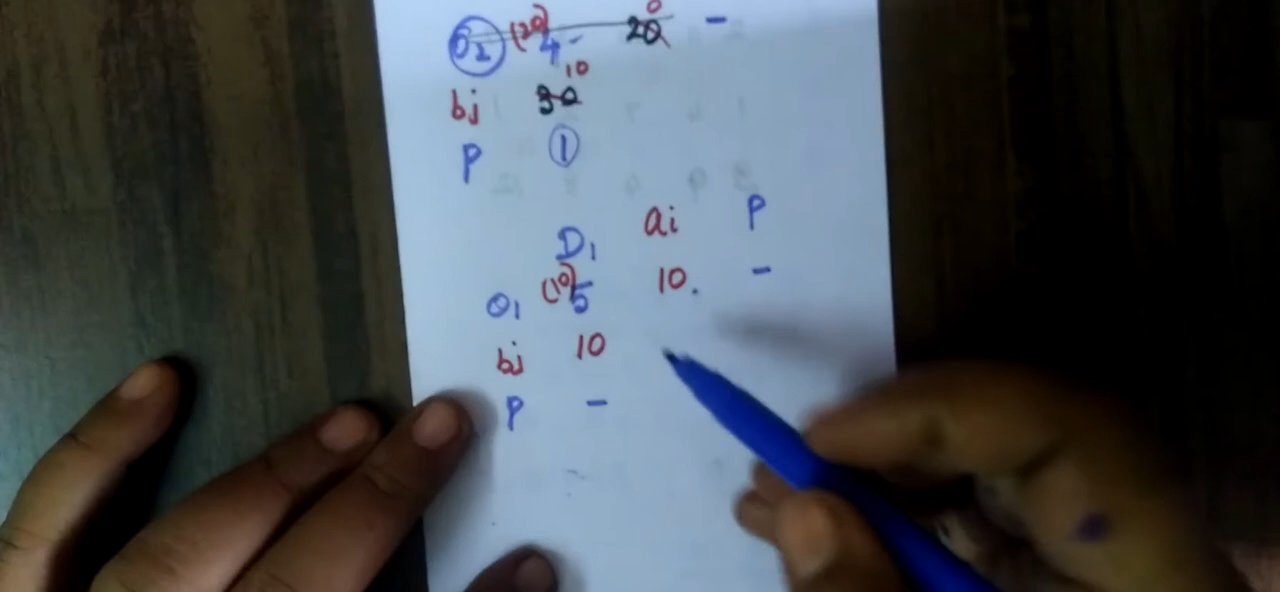 0
O2 (20) 4 - 20 -
10
bj 30
P 1
D1 ai P
O1 (10) 5 10. -
bj 10
P -